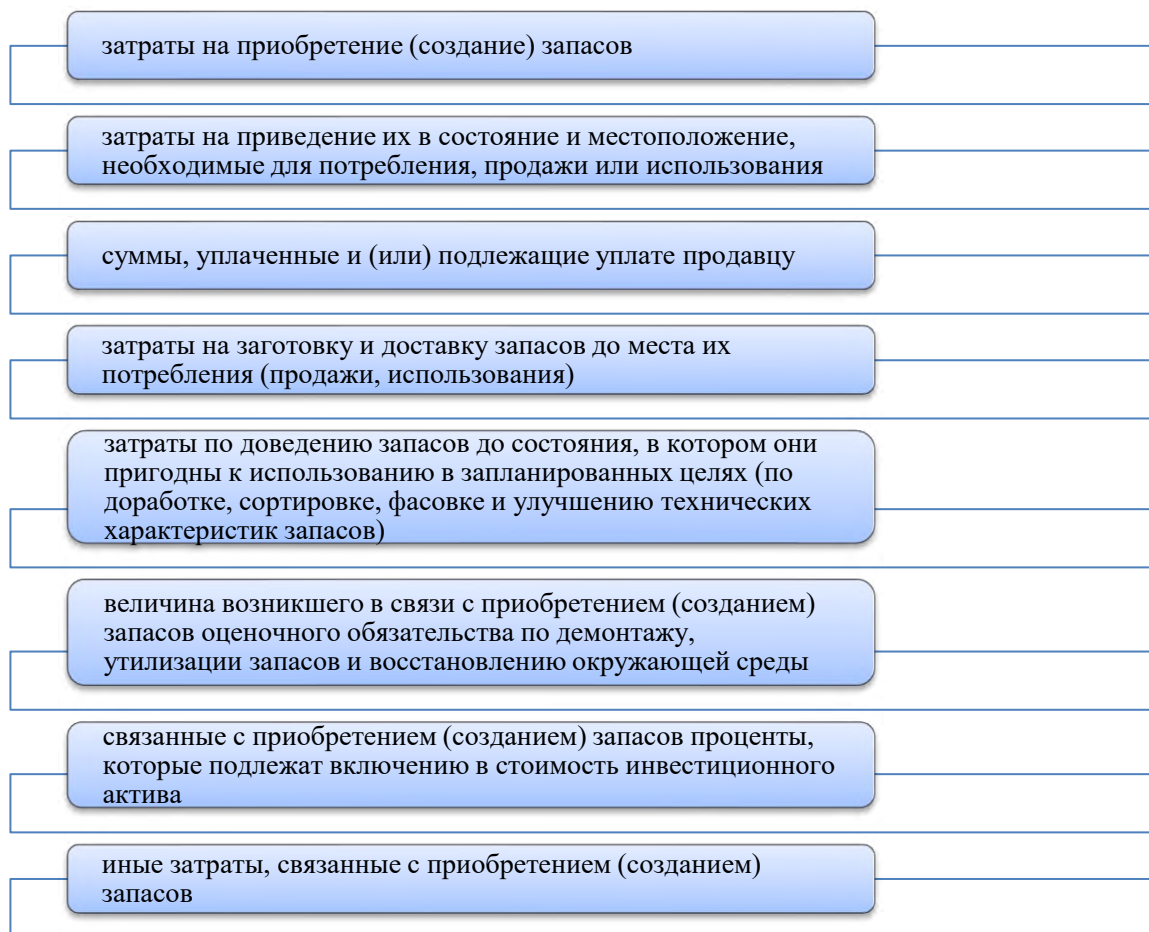 затраты на приобретение (создание) запасов
затраты на приведение их в состояние и местоположение,
необходимые для потребления, продажи или использования
суммы, уплаченные и (или) подлежащие уплате продавцу
затраты на заготовку и доставку запасов до места их
потребления (продажи, использования)
затраты по доведению запасов до состояния, в котором они
пригодны к использованию в запланированных целях (по
доработке, сортировке, фасовке и улучшению технических
характеристик запасов)
величина возникшего в связи с приобретением (созданием)
запасов оценочного обязательства по демонтажу,
утилизации запасов и восстановлению окружающей среды
связанные с приобретением (созданием) запасов проценты,
которые подлежат включению в стоимость инвестиционного
актива
иные затраты, связанные с приобретением (созданием)
запасов